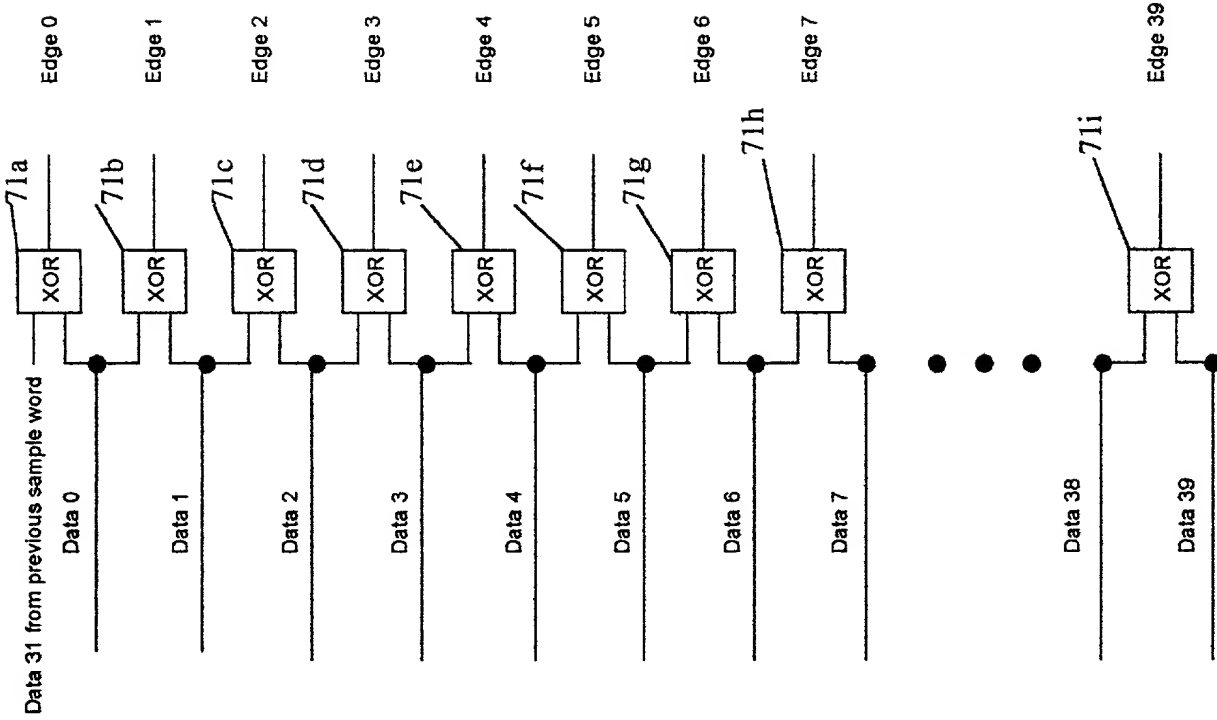 Data 31 from previous sample word
71a
XOR
Edge 0
Data 0
71b
XOR
Edge 1
Data 1
71c
XOR
Edge 2
Data 2
71d
XOR
Edge 3
Data 3
71e
XOR
Edge 4
Data 4
71f
XOR
Edge 5
Data 5
71g
XOR
Edge 6
Data 6
71h
XOR
Edge 7
Data 7
71i
XOR
Edge 39
Data 38
Data 39